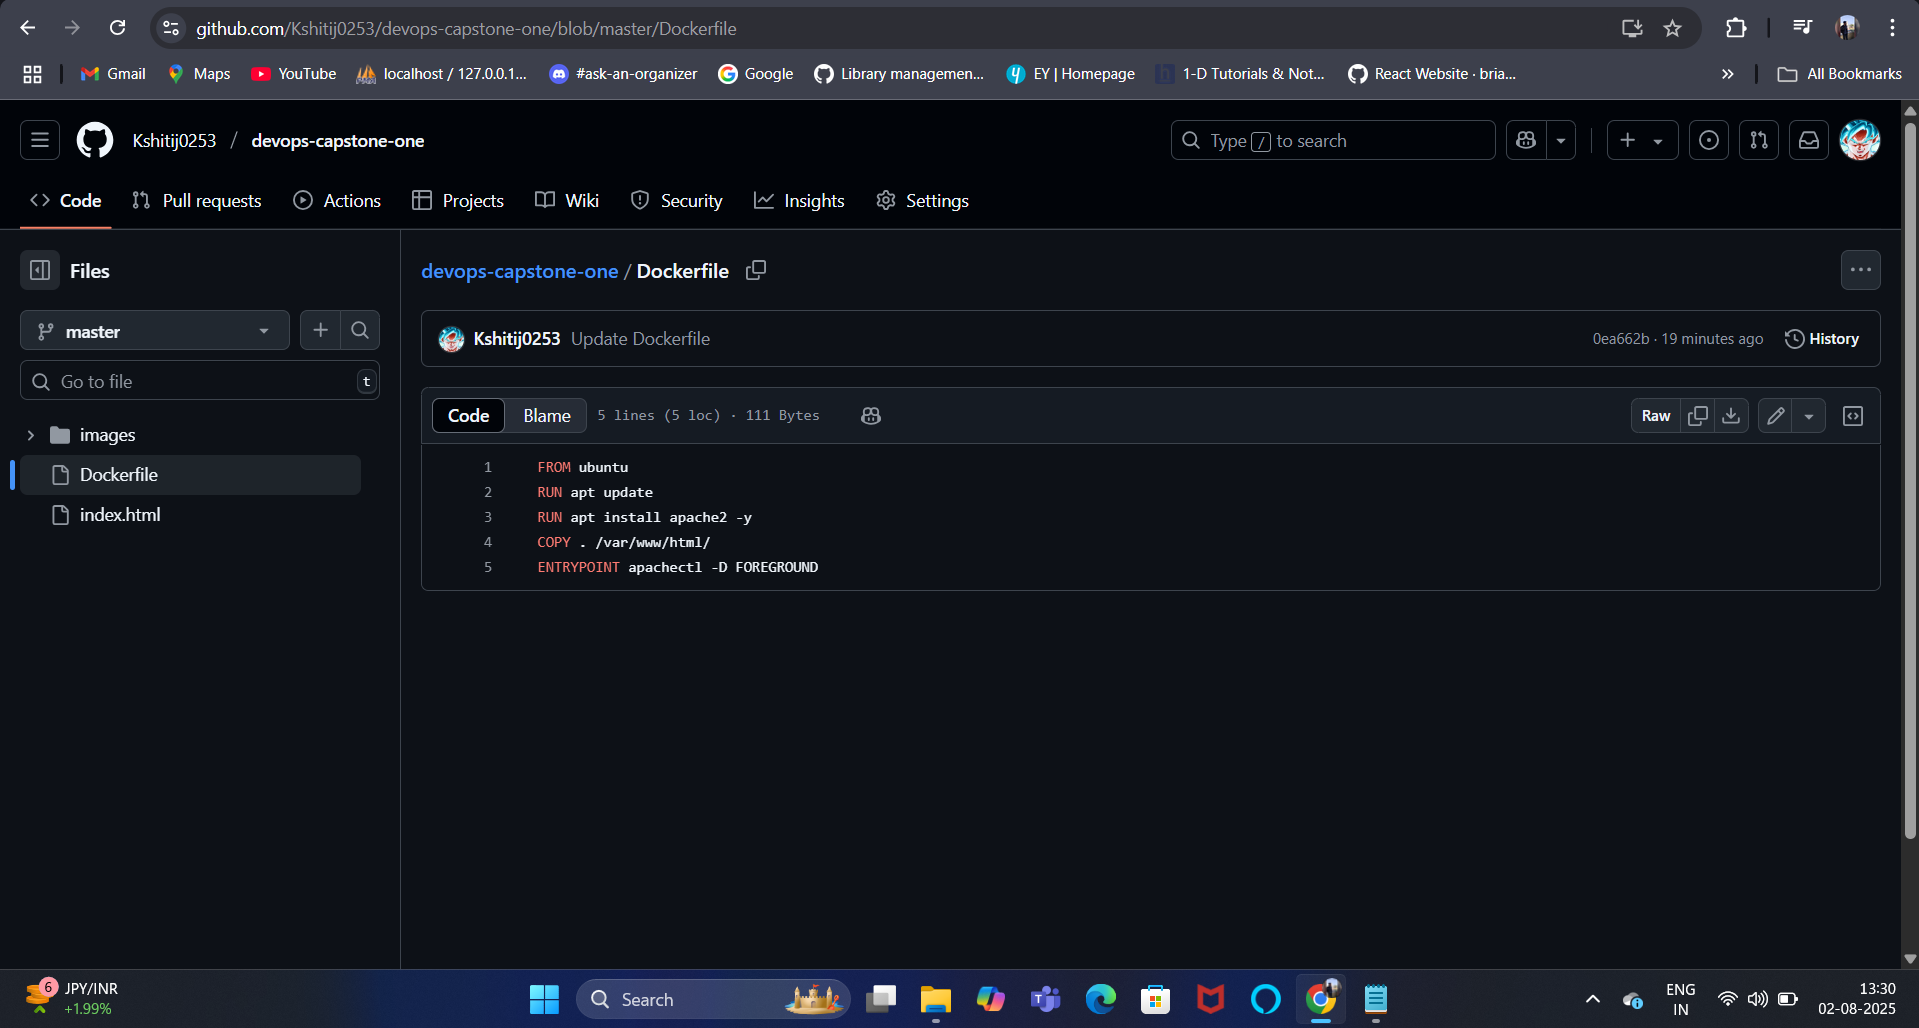 github.com/Kshitij0253/devops-capstone-one/blob/master/Dockerfile
Gmail Maps YouTube localhost / 127.0.0.1... #ask-an-organizer Google Library managemen... EY | Homepage 1-D Tutorials & Not... React Website · bria... » All Bookmarks
Kshitij0253 / devops-capstone-one Type / to search
Code Pull requests Actions Projects Wiki Security Insights Settings
Files
devops-capstone-one / Dockerfile
master
Kshitij0253 Update Dockerfile 0ea662b · 19 minutes ago History
Go to file t
Code Blame 5 lines (5 loc) · 111 Bytes Raw
images
Dockerfile
index.html
1 FROM ubuntu
2 RUN apt update
3 RUN apt install apache2 -y
4 COPY . /var/www/html/
5 ENTRYPOINT apachectl -D FOREGROUND
6 JPY/INR
+1.99%
Search
ENG
IN
13:30
02-08-2025